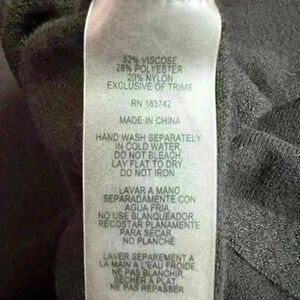 52% VISCOSE
28% POLYESTER
20% NYLON
EXCLUSIVE OF TRIMS
RN 163742
MADE IN CHINA
HAND WASH SEPARATELY
IN COLD WATER.
DO NOT BLEACH.
LAY FLAT TO DRY.
DO NOT IRON
LAVAR A MANO
SEPARADAMENTE CON
AGUA FRIA.
NO USE BLANQUEADOR
RECOSTAR PLANAMENTE
PARA SECAR.
NO PLANCHE
LAVER SEPAREMENT A
LA MAIN A L'EAU FROIDE.
NE PAS BLANCHIR
SECHER A PLAT.
NE PAS REPASSER